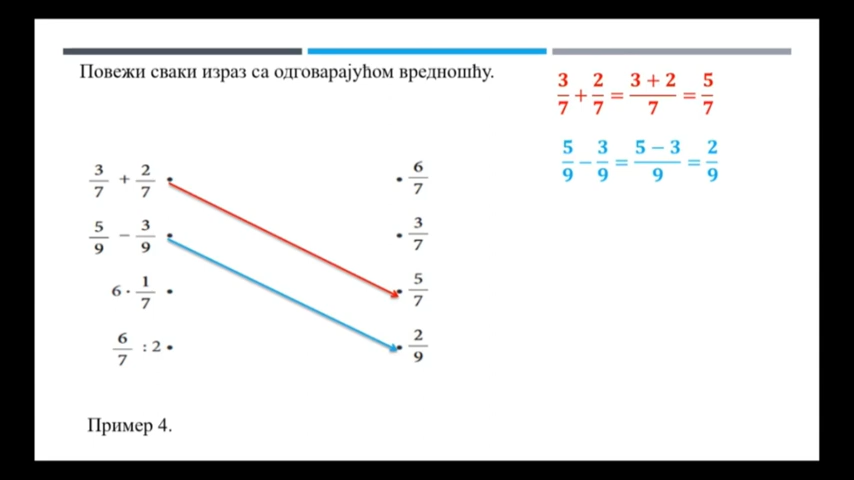 Повежи сваки израз са одговарајућом вредношћу.
3/7 + 2/7 = (3 + 2)/7 = 5/7
5/9 − 3/9 = (5 − 3)/9 = 2/9
3/7 + 2/7 • • 6/7
5/9 − 3/9 • • 3/7
6 · 1/7 • • 5/7
6/7 : 2 • • 2/9
Пример 4.